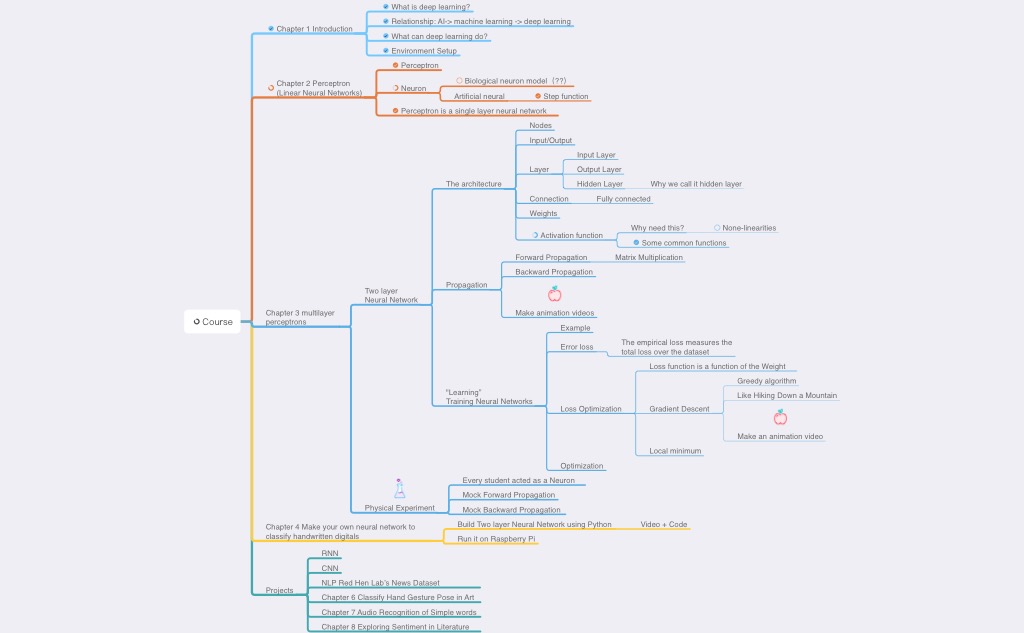 Course
Chapter 1 Introduction
What is deep learning?
Relationship: AI-> machine learning -> deep learning
What can deep learning do?
Environment Setup
Chapter 2 Perceptron
(Linear Neural Networks)
Perceptron
Neuron
Biological neuron model（??）
Artificial neural
Step function
Perceptron is a single layer neural network
Chapter 3 multilayer
perceptrons
Two layer
Neural Network
The architecture
Nodes
Input/Output
Layer
Input Layer
Output Layer
Hidden Layer
Why we call it hidden layer
Connection
Fully connected
Weights
Activation function
Why need this?
None-linearities
Some common functions
Propagation
Forward Propagation
Matrix Multiplication
Backward Propagation
Make animation videos
"Learning"
Training Neural Networks
Example
Error loss
The empirical loss measures the
total loss over the dataset
Loss Optimization
Loss function is a function of the Weight
Gradient Descent
Greedy algorithm
Like Hiking Down a Mountain
Make an animation video
Local minimum
Optimization
Physical Experiment
Every student acted as a Neuron
Mock Forward Propagation
Mock Backward Propagation
Chapter 4 Make your own neural network to
classify handwritten digitals
Build Two layer Neural Network using Python
Video + Code
Run it on Raspberry Pi
Projects
RNN
CNN
NLP Red Hen Lab's News Dataset
Chapter 6 Classify Hand Gesture Pose in Art
Chapter 7 Audio Recognition of Simple words
Chapter 8 Exploring Sentiment in Literature